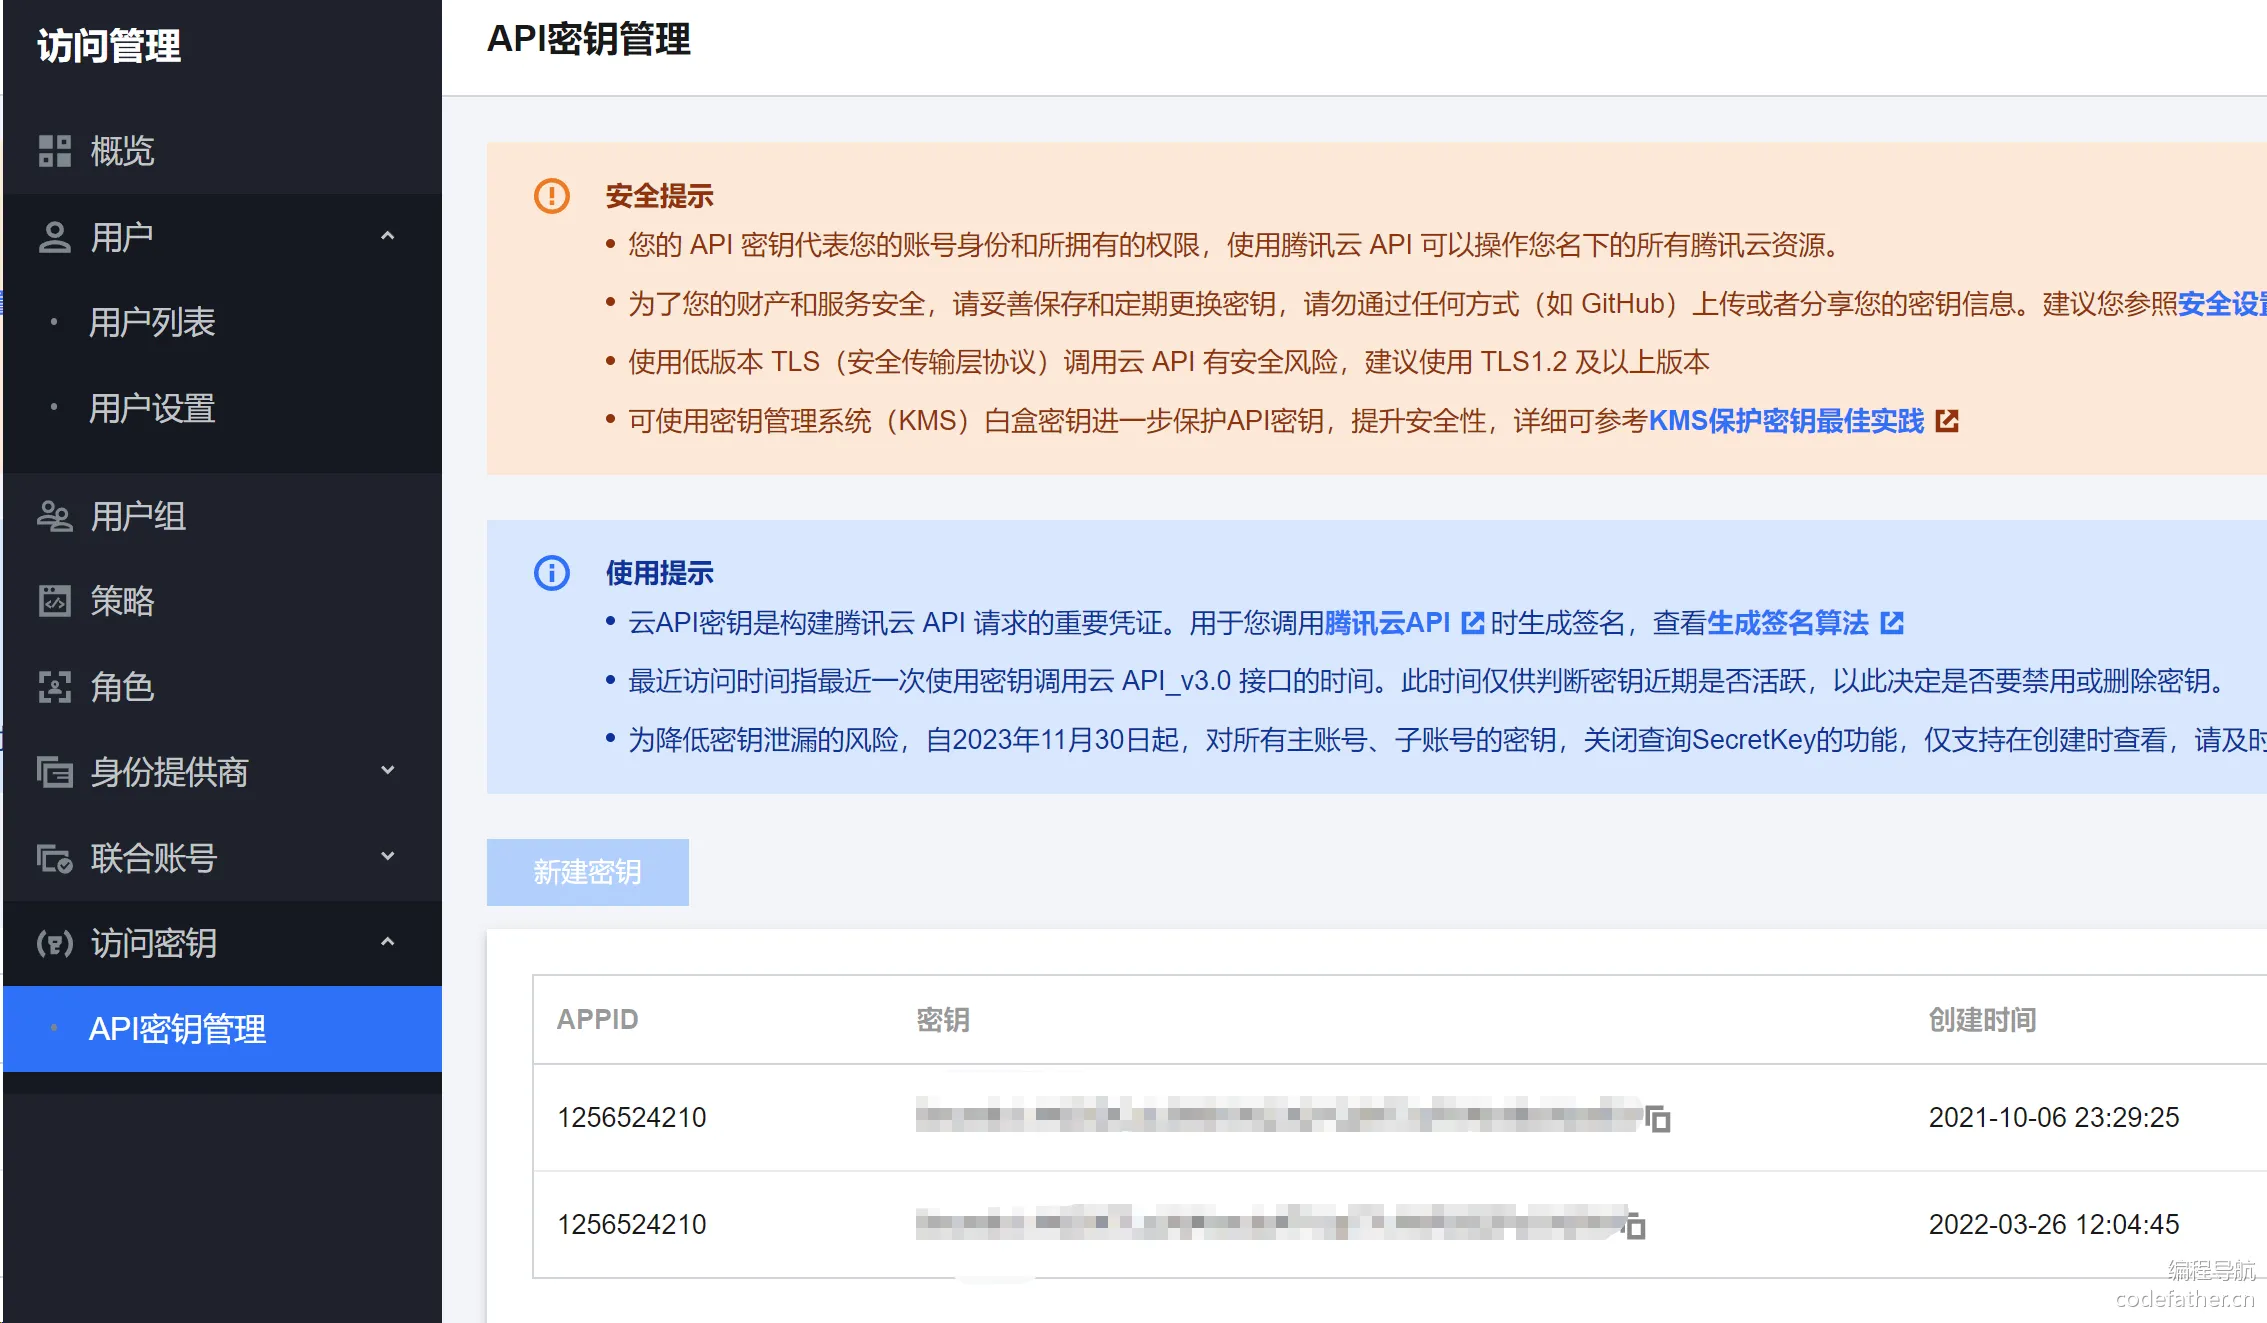 访问管理
概览
用户
用户列表
用户设置
用户组
策略
角色
身份提供商
联合账号
访问密钥
API密钥管理
API密钥管理
安全提示
您的 API 密钥代表您的账号身份和所拥有的权限，使用腾讯云 API 可以操作您名下的所有腾讯云资源。
为了您的财产和服务安全，请妥善保存和定期更换密钥，请勿通过任何方式（如 GitHub）上传或者分享您的密钥信息。建议您参照安全设置
使用低版本 TLS（安全传输层协议）调用云 API 有安全风险，建议使用 TLS1.2 及以上版本
可使用密钥管理系统（KMS）白盒密钥进一步保护API密钥，提升安全性，详细可参考KMS保护密钥最佳实践
使用提示
云API密钥是构建腾讯云 API 请求的重要凭证。用于您调用腾讯云API 时生成签名，查看生成签名算法
最近访问时间指最近一次使用密钥调用云 API_v3.0 接口的时间。此时间仅供判断密钥近期是否活跃，以此决定是否要禁用或删除密钥。
为降低密钥泄漏的风险，自2023年11月30日起，对所有主账号、子账号的密钥，关闭查询SecretKey的功能，仅支持在创建时查看，请及时
新建密钥
APPID 密钥 创建时间
1256524210 2021-10-06 23:29:25
1256524210 2022-03-26 12:04:45
编程导航
codefather.cn